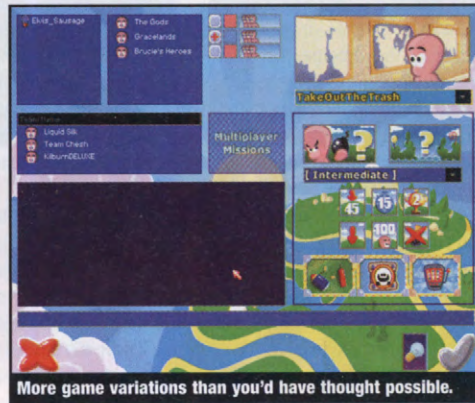 Elvis_Sausage
The Gods
Gracelands
Brucie's Heroes
TakeOutTheTrash
Liquid Silk
Team Cheah
KilburnDELUXE
Multiplayer
Missions
[ Intermediate ]
45
15
2
100
More game variations than you'd have thought possible.